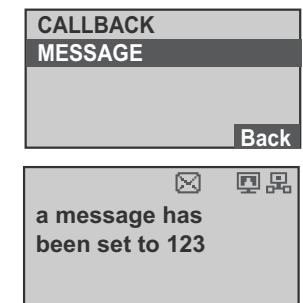 CALLBACK
MESSAGE
Back
a message has
been set to 123